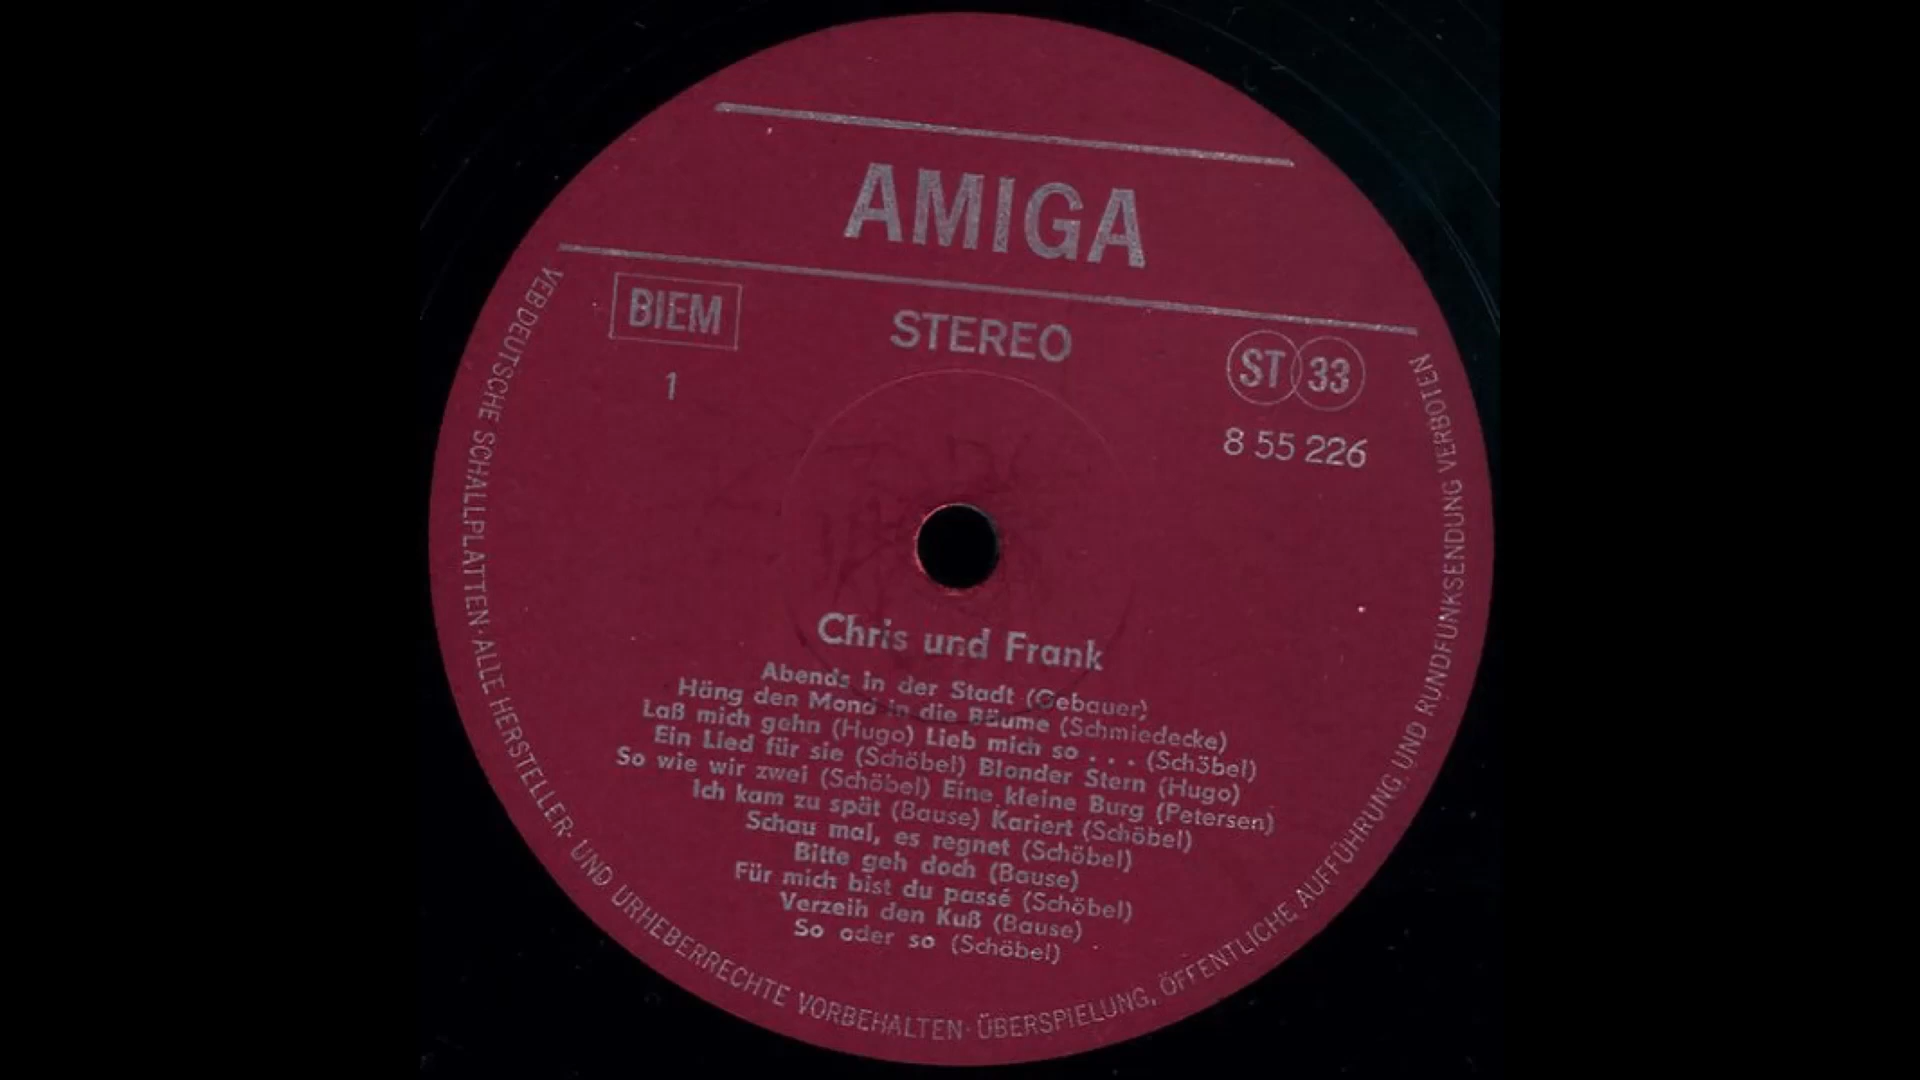 AMIGA
BIEM
STEREO
ST 33
1
8 55 226
Chris und Frank
Abends in der Stadt (Gebauer)
Häng den Mond in die Bäume (Schmiedecke)
Laß mich gehn (Hugo) Lieb mich so . . . (Schöbel)
Ein Lied für sie (Schöbel) Blonder Stern (Hugo)
So wie wir zwei (Schöbel) Eine kleine Burg (Petersen)
Ich kam zu spät (Bause) Kariert (Schöbel)
Schau mal, es regnet (Schöbel)
Bitte geh doch (Bause)
Für mich bist du passé (Schöbel)
Verzeih den Kuß (Bause)
So oder so (Schöbel)
VEB DEUTSCHE SCHALLPLATTEN · ALLE HERSTELLER- UND URHEBERRECHTE VORBEHALTEN · ÜBERSPIELUNG, ÖFFENTLICHE AUFFÜHRUNG UND RUNDFUNKSENDUNG VERBOTEN